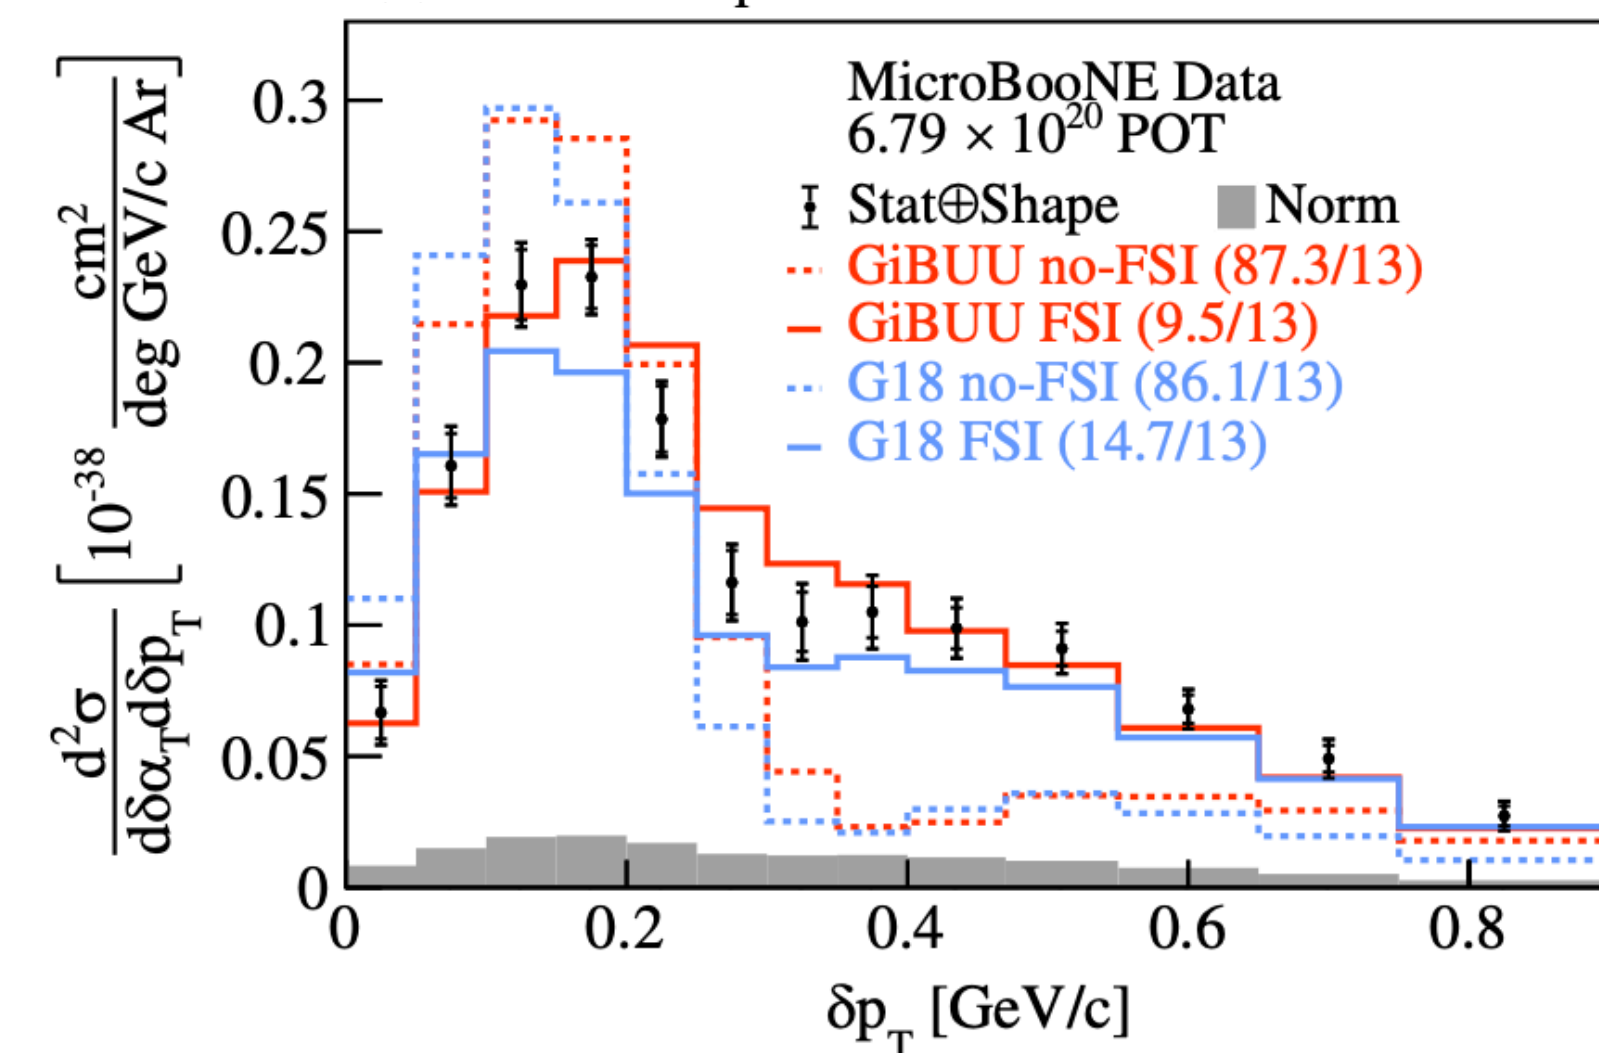 MicroBooNE Data
6.79 × 10²⁰ POT
Stat⊕Shape
Norm
GiBUU no-FSI (87.3/13)
GiBUU FSI (9.5/13)
G18 no-FSI (86.1/13)
G18 FSI (14.7/13)
d²σ / dδα_T dδp_T [10⁻³⁸ cm² / deg GeV/c Ar]
0.3
0.25
0.2
0.15
0.1
0.05
0
0 0.2 0.4 0.6 0.8
δp_T [GeV/c]